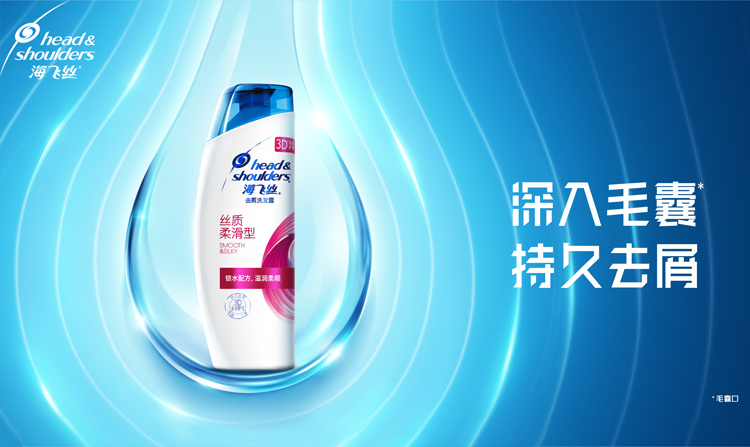 head&
shoulders
海飞丝®
3D
head&
shoulders®
海飞丝®
去屑洗发露
丝质
柔滑型
SMOOTH
&SILKY
锁水配方, 滋润柔顺
3D
深入毛囊*
持久去屑
*毛囊口